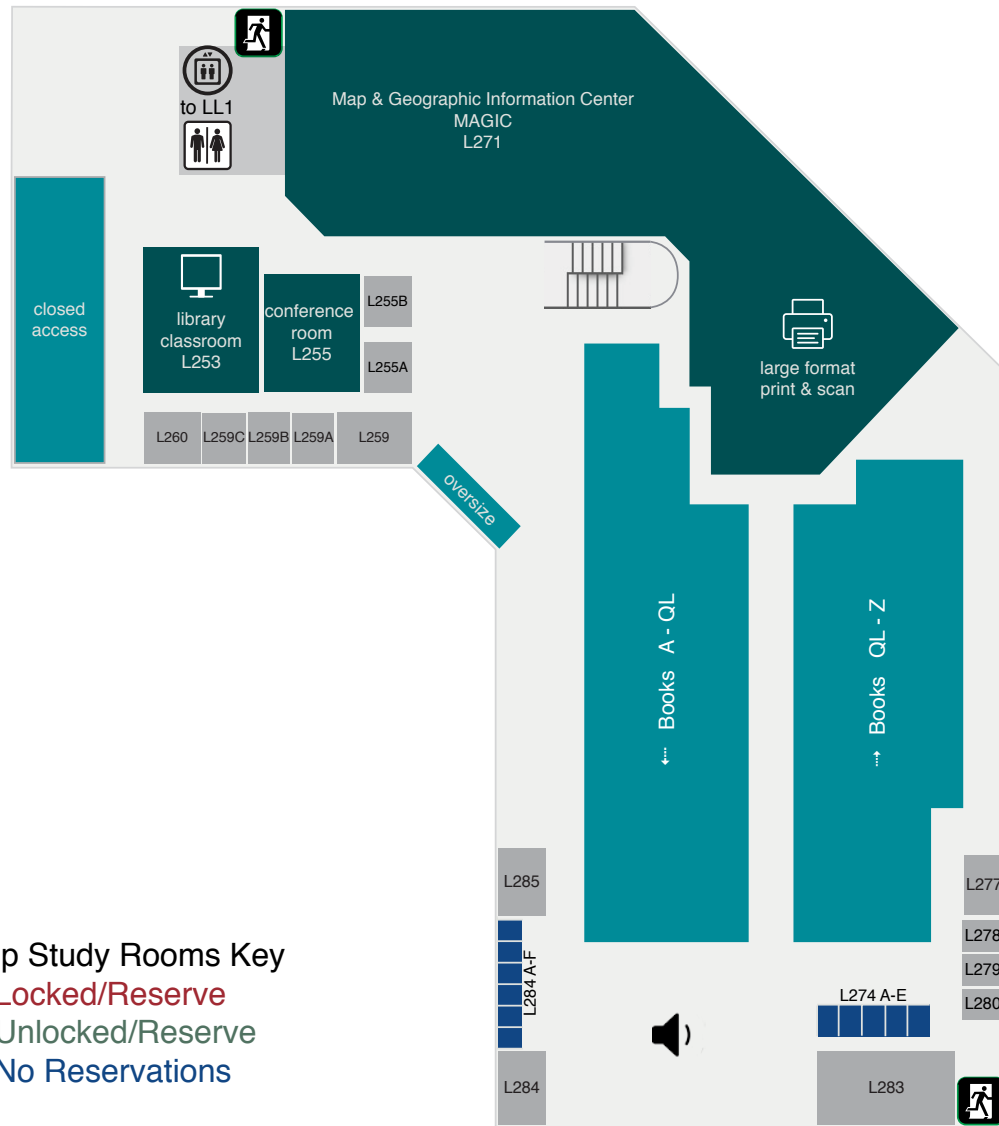 to LL1
Map & Geographic Information Center
MAGIC
L271
closed
access
library
classroom
L253
conference
room
L255
L255B
L255A
large format
print & scan
L260
L259C
L259B
L259A
L259
oversize
Books A - QL
Books QL - Z
L285
L284 A-F
L284
L277
L278
L279
L280
L274 A-E
L283
p Study Rooms Key
Locked/Reserve
Unlocked/Reserve
No Reservations